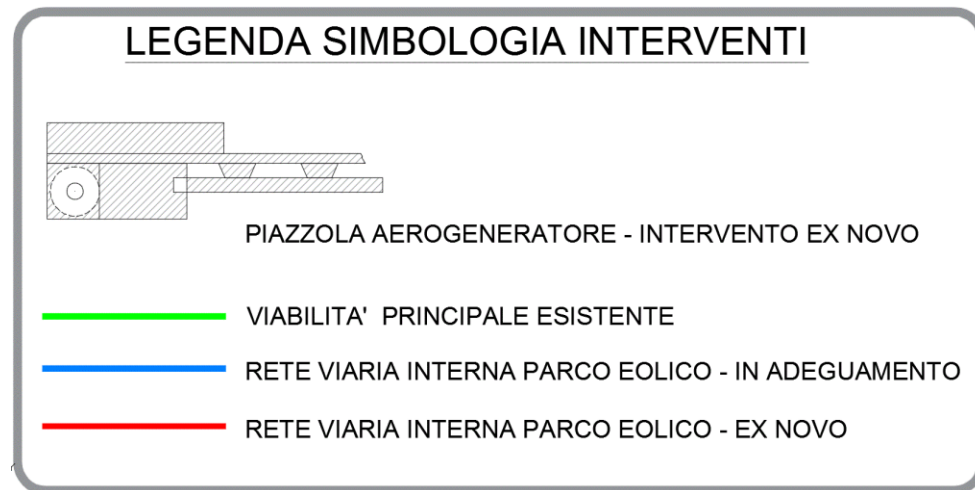 LEGENDA SIMBOLOGIA INTERVENTI
PIAZZOLA AEROGENERATORE - INTERVENTO EX NOVO
VIABILITA' PRINCIPALE ESISTENTE
RETE VIARIA INTERNA PARCO EOLICO - IN ADEGUAMENTO
RETE VIARIA INTERNA PARCO EOLICO - EX NOVO